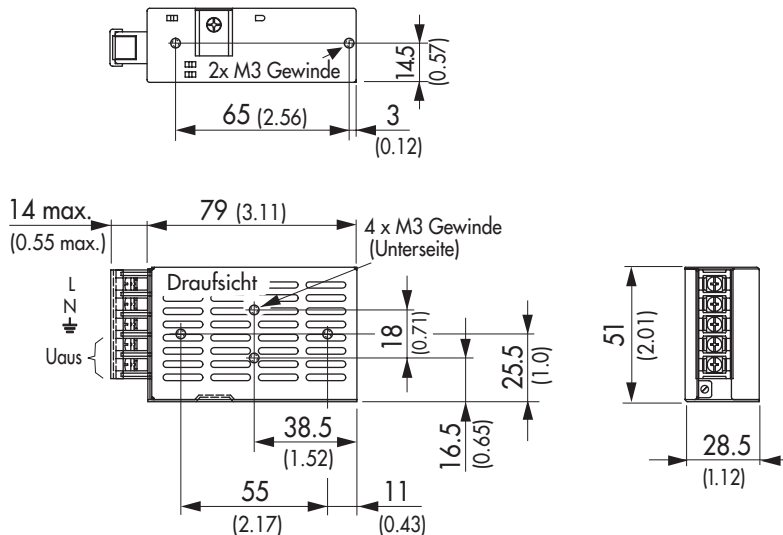 2x M3 Gewinde
14.5
(0.57)
65 (2.56)
3
(0.12)
14 max.
(0.55 max.)
79 (3.11)
4 x M3 Gewinde
(Unterseite)
Draufsicht
L
N
Uaus
18
(0.71)
25.5
(1.0)
16.5
(0.65)
38.5
(1.52)
55
(2.17)
11
(0.43)
51
(2.01)
28.5
(1.12)